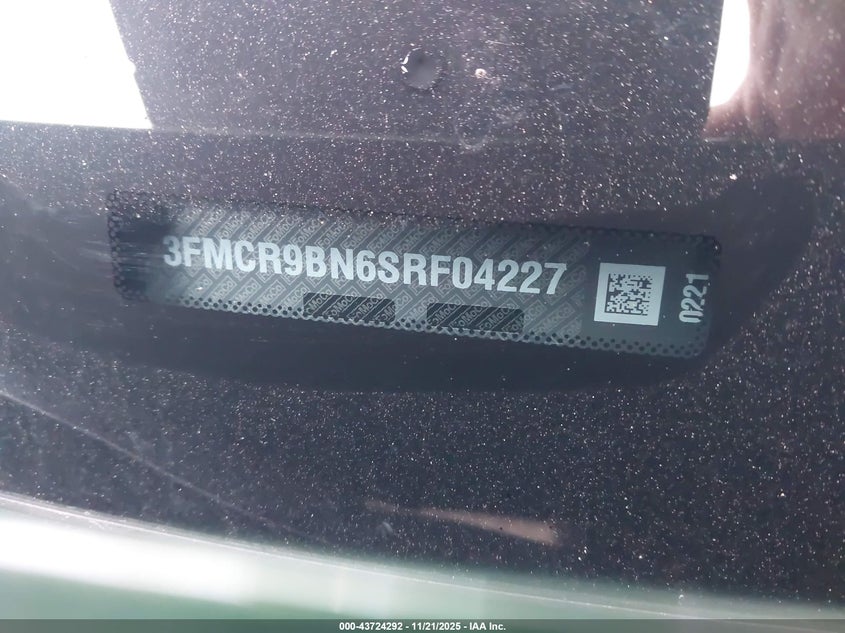 3FMCR9BN6SRF04227
0221
000-43724292 - 11/21/2025 - IAA Inc.